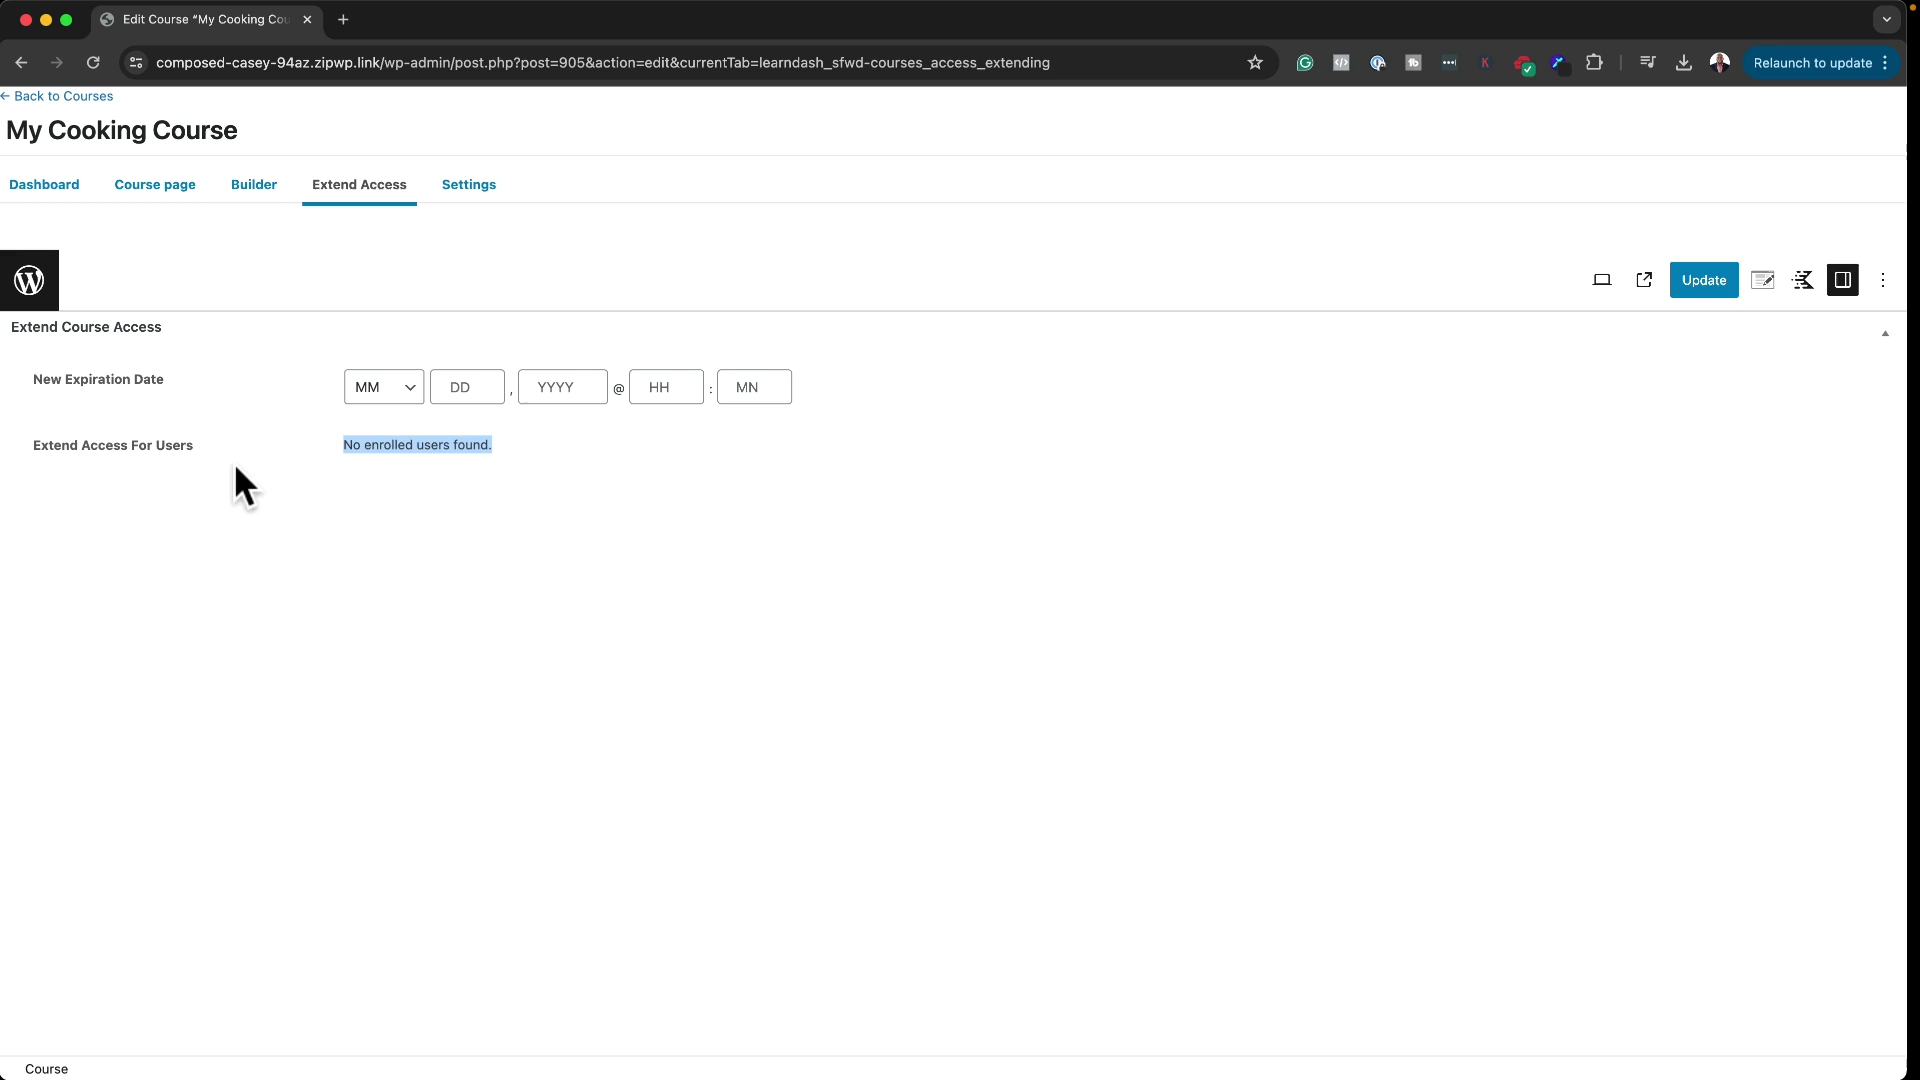 Edit Course "My Cooking Cou
composed-casey-94az.zipwp.link/wp-admin/post.php?post=905&action=edit&currentTab=learndash_sfwd-courses_access_extending
Relaunch to update
← Back to Courses
My Cooking Course
Dashboard
Course page
Builder
Extend Access
Settings
Update
Extend Course Access
New Expiration Date
MM
DD
,
YYYY
@
HH
:
MN
Extend Access For Users
No enrolled users found.
Course